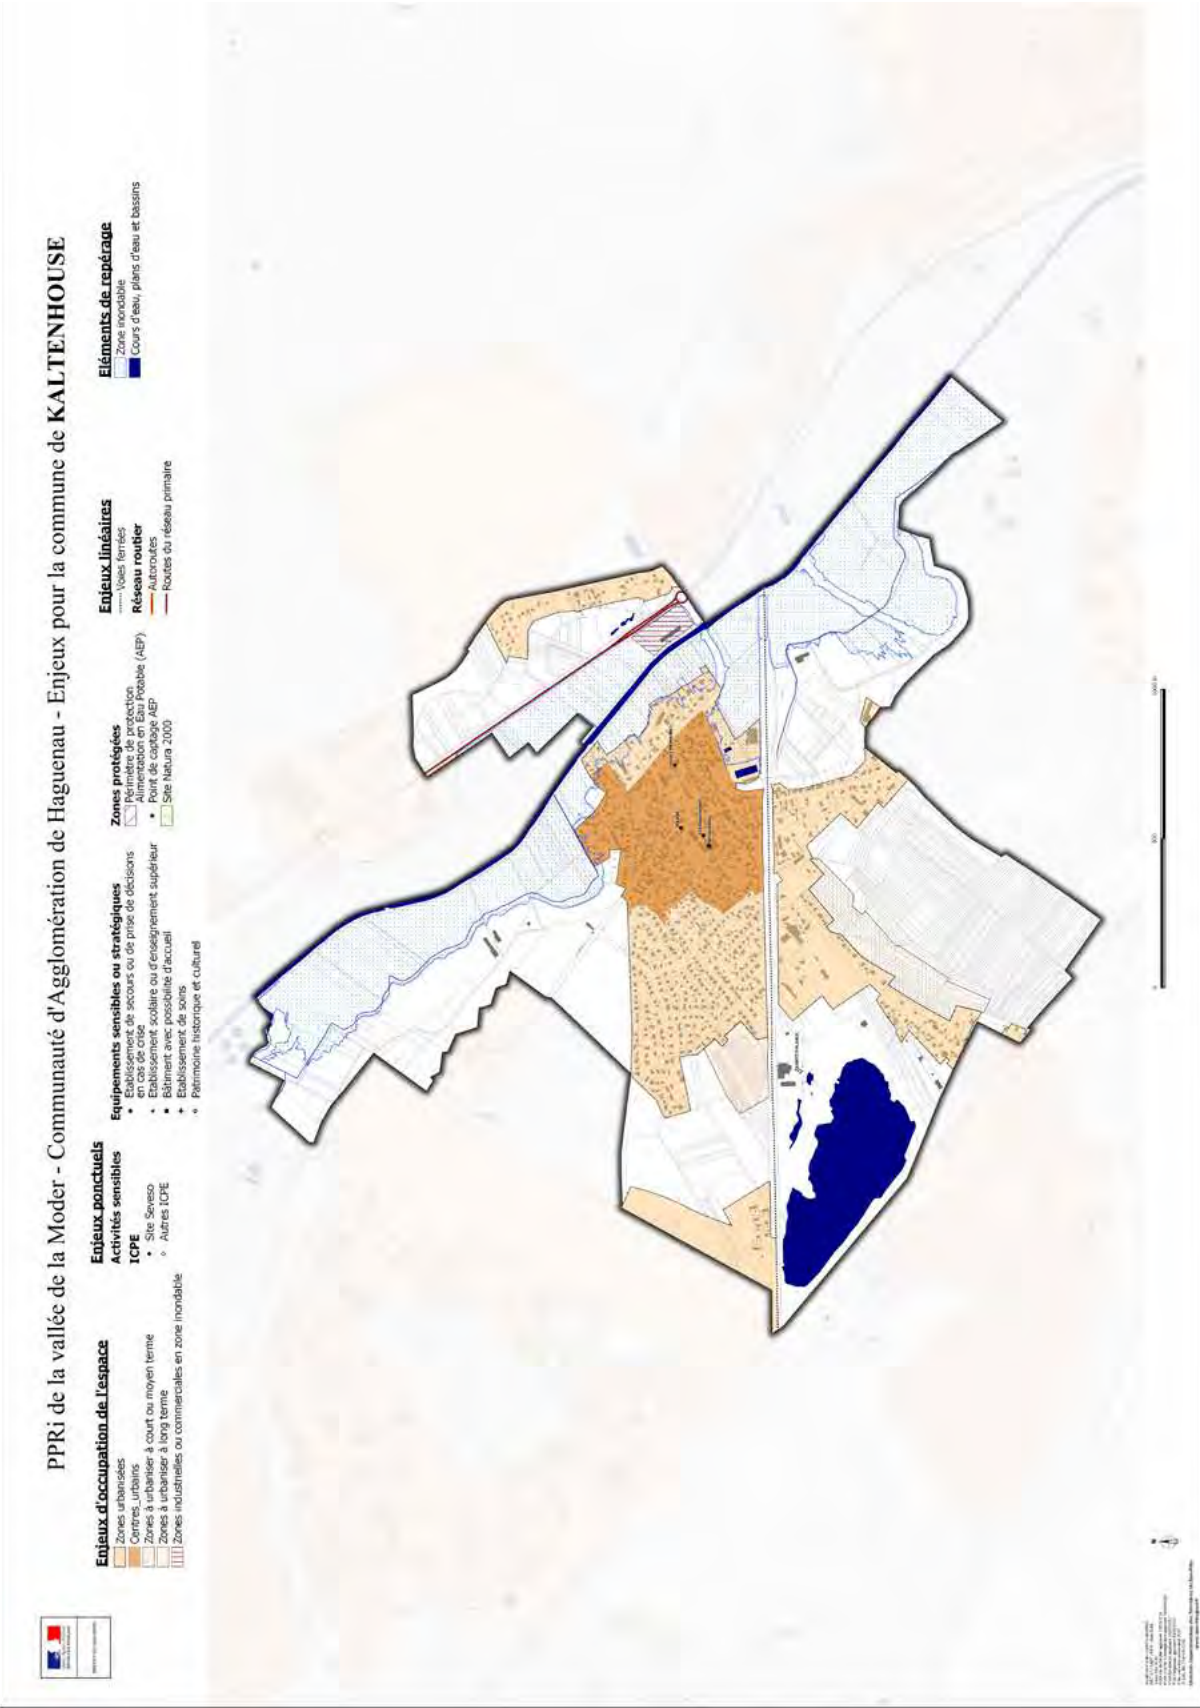 PPRi de la vallée de la Moder - Communauté d'Agglomération de Haguenau - Enjeux pour la commune de KALTENHOUSE
Enjeux d'occupation de l'espace
Zones urbanisées
Centres_urbains
Zones à urbaniser à court ou moyen terme
Zones à urbaniser à long terme
Zones industrielles ou commerciales en zone inondable
Enjeux ponctuels
Activités sensibles
ICPE
Site Seveso
Autres ICPE
Equipements sensibles ou stratégiques
Etablissement de secours ou de prise de décisions
en cas de crise
Etablissement scolaire ou d'enseignement supérieur
Bâtiment avec possibilité d'accueil
Etablissement de soins
Patrimoine historique et culturel
Zones protégées
Périmètre de protection
Alimentation en Eau Potable (AEP)
Point de captage AEP
Site Natura 2000
Enjeux linéaires
Voies ferrées
Réseau routier
Autoroutes
Routes du réseau primaire
Eléments de repérage
Zone inondable
Cours d'eau, plans d'eau et bassins